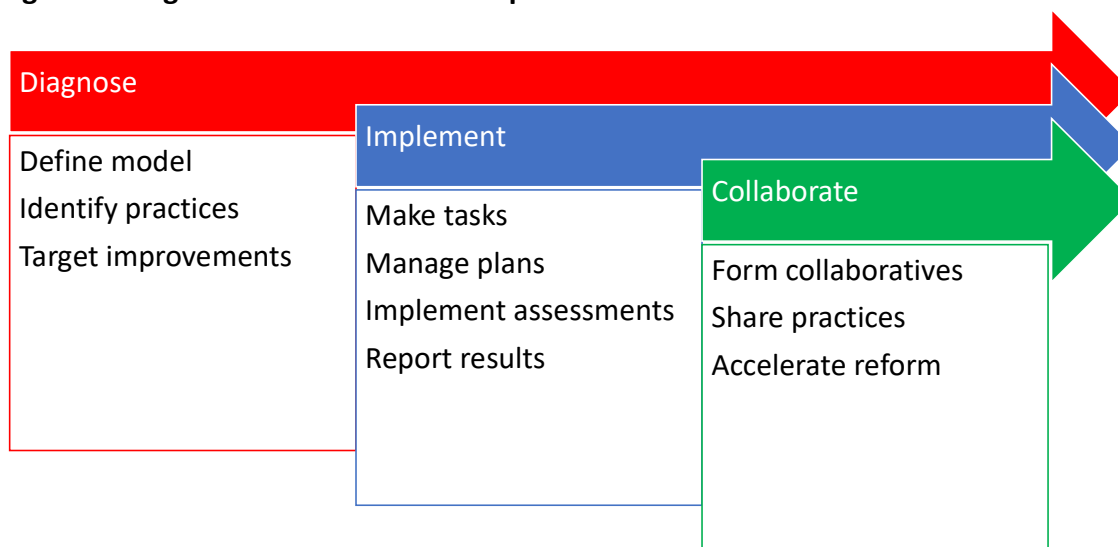 Diagnose
Define model
Identify practices
Target improvements
Implement
Make tasks
Manage plans
Implement assessments
Report results
Collaborate
Form collaboratives
Share practices
Accelerate reform